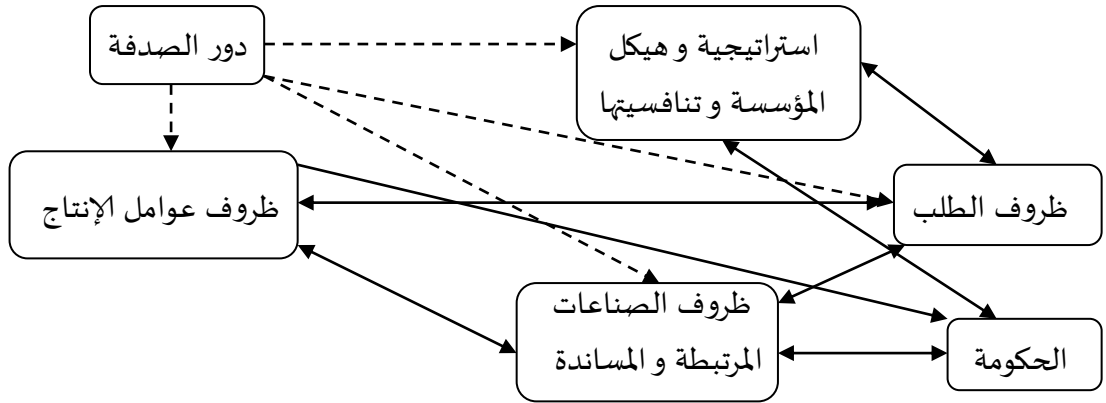 استراتيجية و هيكل
المؤسسة و تنافسيتها
دور الصدفة
ظروف الطلب
ظروف عوامل الإنتاج
ظروف الصناعات
المرتبطة و المساندة
الحكومة